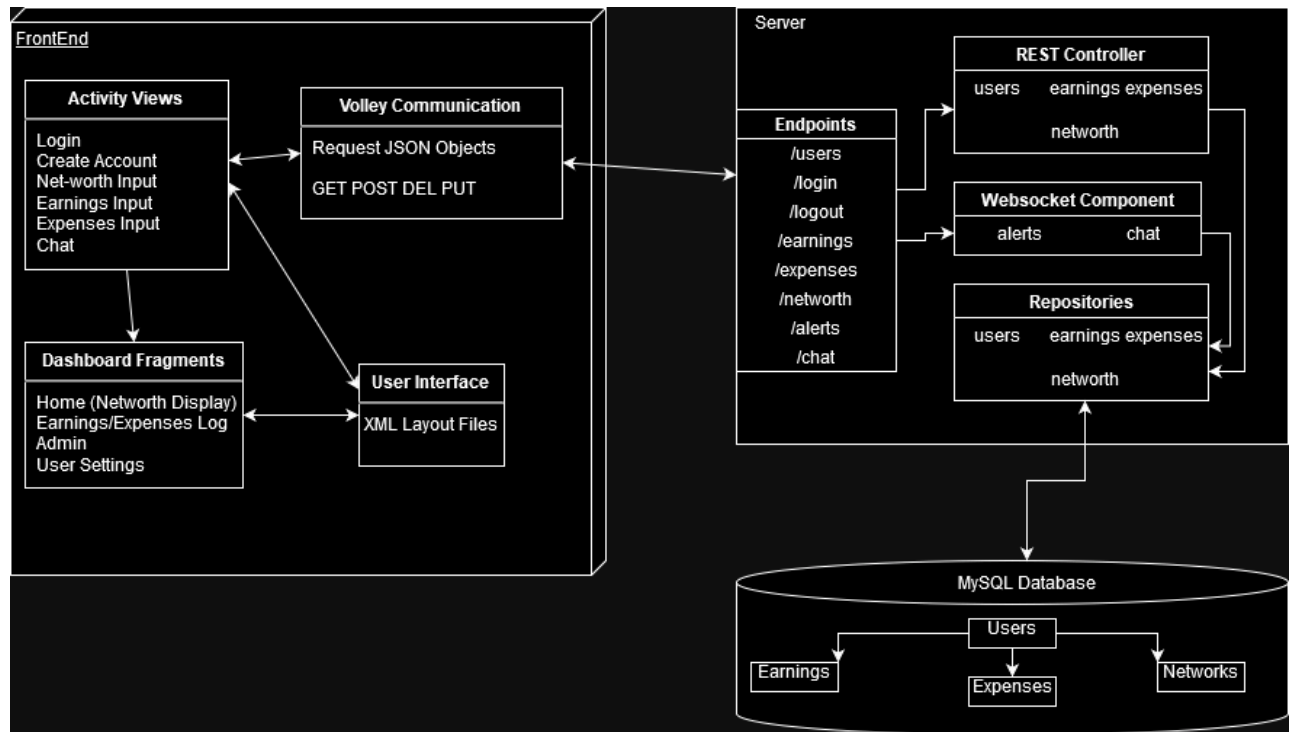 FrontEnd
Activity Views
Login
Create Account
Net-worth Input
Earnings Input
Expenses Input
Chat
Volley Communication
Request JSON Objects
GET POST DEL PUT
Dashboard Fragments
Home (Networth Display)
Earnings/Expenses Log
Admin
User Settings
User Interface
XML Layout Files
Server
Endpoints
/users
/login
/logout
/earnings
/expenses
/networth
/alerts
/chat
REST Controller
users earnings expenses
networth
Websocket Component
alerts chat
Repositories
users earnings expenses
networth
MySQL Database
Users
Earnings
Expenses
Networks